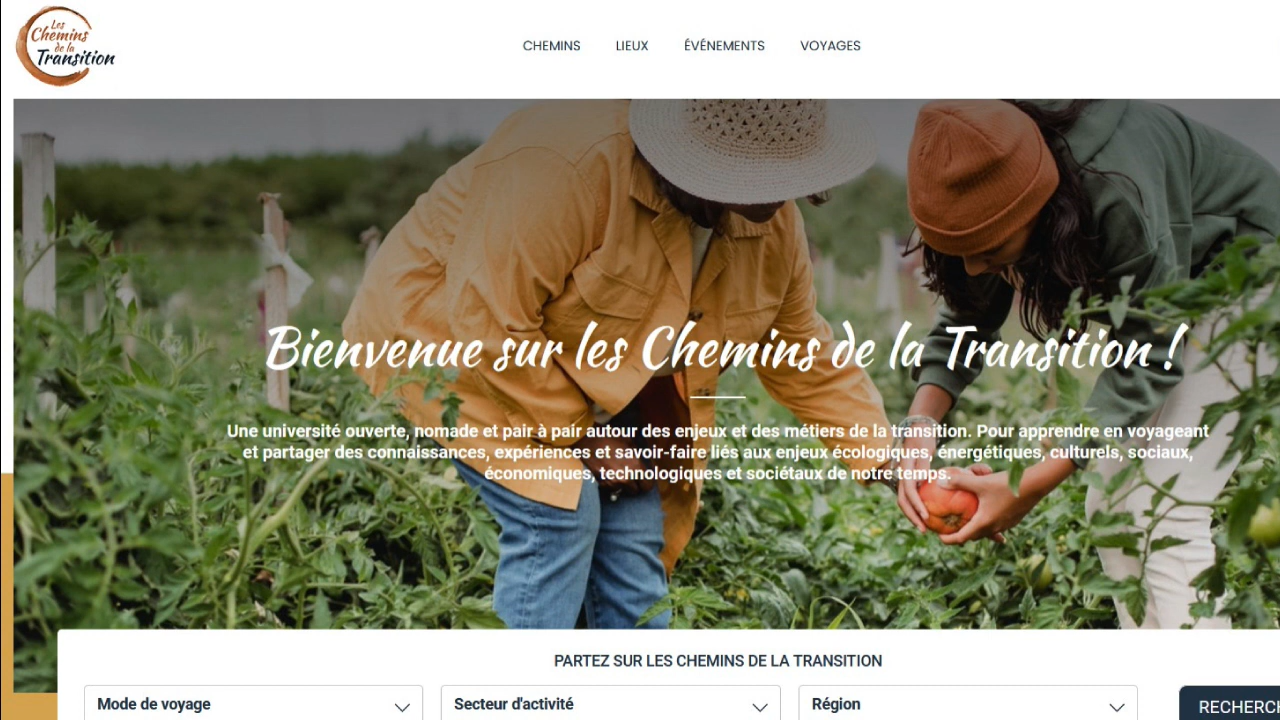 Les
Chemins
de la
Transition
CHEMINS LIEUX ÉVÉNEMENTS VOYAGES
Bienvenue sur les Chemins de la Transition !
Une université ouverte, nomade et pair à pair autour des enjeux et des métiers de la transition. Pour apprendre en voyageant
et partager des connaissances, expériences et savoir-faire liés aux enjeux écologiques, énergétiques, culturels, sociaux,
économiques, technologiques et sociétaux de notre temps.
PARTEZ SUR LES CHEMINS DE LA TRANSITION
Mode de voyage Secteur d'activité Région RECHERCH